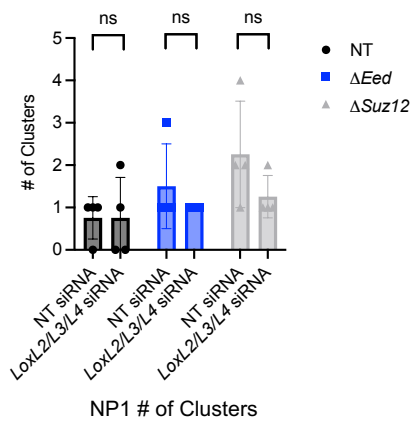 ns
ns
ns
5
4
3
2
1
0
# of Clusters
NT
ΔEed
ΔSuz12
NT siRNA
LoxL2/L3/L4 siRNA
NT siRNA
LoxL2/L3/L4 siRNA
NT siRNA
LoxL2/L3/L4 siRNA
NP1 # of Clusters